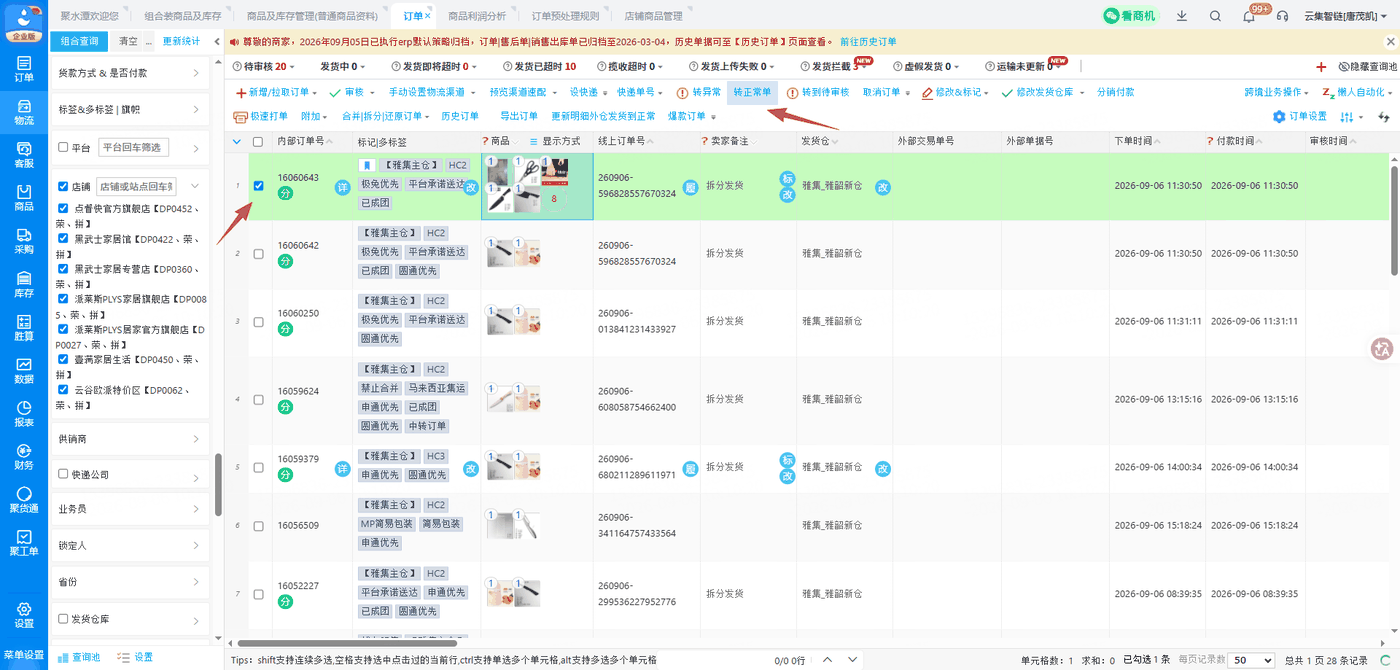 企业版
聚水潭欢迎您
组合装商品及库存
商品及库存管理(普通商品资料)
订单 ×
商品利润分析
订单预处理规则
店铺商品管理
看商机
99+
云集智链[唐茂凯]
订单
物流
客服
商品
采购
库存
胜算
数据
报表
财务
聚货通
聚工单
设置
菜单设置
组合查询
清空
...
更新统计
尊敬的商家，2026年09月05日已执行erp默认策略归档，订单|售后单|销售出库单已归档至2026-03-04，历史单据可至【历史订单】页面查看。 前往历史订单
待审核 20
发货中 0
发货即将超时 0
发货已超时 10
揽收超时 0
发货上传失败 0
发货拦截 3
NEW
虚假发货 0
运输未更新 0
NEW
隐藏查询池
新增/拉取订单
审核
手动设置物流渠道
预览渠道速配
设快递
快递单号
转异常
转正常单
转到待审核
取消订单
修改&标记
修改发货仓库
分销付款
跨境业务操作
懒人自动化
极速打单
附加
合并|拆分|还原订单
历史订单
导出订单
更新明细外仓发货到正常
爆款订单
订单设置
货款方式 & 是否付款
标签&多标签 | 旗帜
平台
平台回车筛选
店铺
店铺或站点回车筛
点督快官方旗舰店【DP0452、
荣、拼】
黑武士家居馆【DP0422、荣、
拼】
黑武士家居专营店【DP0360、
荣、拼】
派莱斯PLYS家居旗舰店【DP008
5、荣、拼】
派莱斯PLYS居家官方旗舰店【D
P0027、荣、拼】
壹满家居生活【DP0450、荣、
拼】
云谷欧派特价区【DP0062、
荣、拼】
供销商
快递公司
业务员
锁定人
省份
发货仓库
查询池
设置
内部订单号
标记|多标签
商品
显示方式
线上订单号
卖家备注
发货仓
外部交易单号
外部单据号
下单时间
付款时间
审核时间
1
16060643
分
详
【雅集主仓】 HC2
极兔优先 平台承诺送达
已成团
改
1
1
1
1
1
8
260906-
596828557670324
履
拆分发货
标
改
雅集_雅韶新仓
改
2026-09-06 11:30:50
2026-09-06 11:30:50
2
16060642
分
【雅集主仓】 HC2
极兔优先 平台承诺送达
已成团 圆通优先
1
1
260906-
596828557670324
拆分发货
雅集_雅韶新仓
2026-09-06 11:30:50
2026-09-06 11:30:50
3
16060250
分
【雅集主仓】 HC2
极兔优先 平台承诺送达
圆通优先
1
1
260906-
013841231433927
拆分发货
雅集_雅韶新仓
2026-09-06 11:31:11
2026-09-06 11:31:11
4
16059624
分
【雅集主仓】 HC2
禁止合并 马来西亚集运
申通优先 已成团
圆通优先 中转订单
1
1
260906-
608058754662400
拆分发货
雅集_雅韶新仓
2026-09-06 13:15:16
2026-09-06 13:15:16
5
16059379
分
详
【雅集主仓】 HC3
申通优先 圆通优先
改
1
1
260906-
680211289611971
履
拆分发货
标
改
雅集_雅韶新仓
改
2026-09-06 14:00:34
2026-09-06 14:00:34
6
16056509
【雅集主仓】 HC2
MP简易包装 简易包装
申通优先
1
1
260906-
341164757433564
雅集_雅韶新仓
2026-09-06 15:18:24
2026-09-06 15:18:24
7
16052227
分
【雅集主仓】 HC2
平台承诺送达 申通优先
已成团 圆通优先
1
1
260906-
299536227952776
拆分发货
雅集_雅韶新仓
2026-09-06 08:39:35
2026-09-06 08:39:35
Tips：shift支持连续多选,空格支持选中点击过的当前行,ctrl支持单选多个单元格,alt支持多选多个单元格
0/0 0行
单元格数：1
求和：0
已勾选 1 条
每页记录数
50
总共 1 页 28 条记录